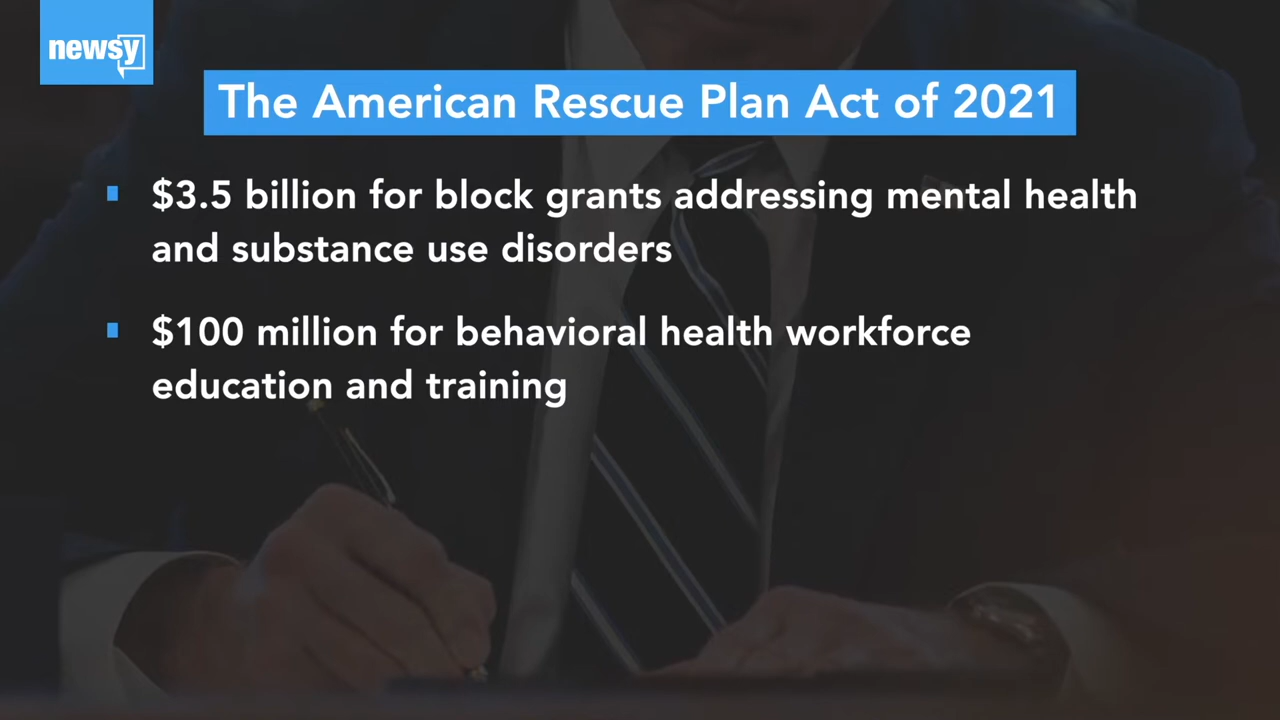 newsy
The American Rescue Plan Act of 2021
$3.5 billion for block grants addressing mental health
and substance use disorders
$100 million for behavioral health workforce
education and training